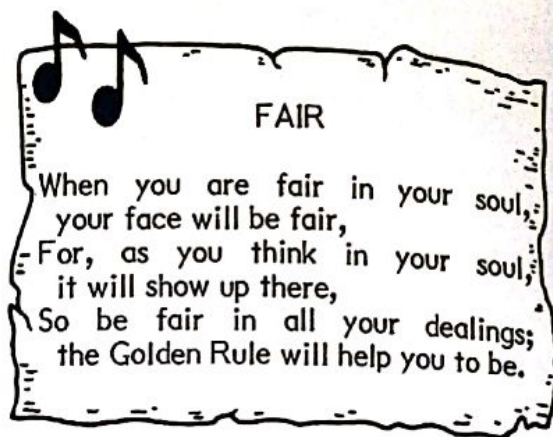 FAIR
When you are fair in your soul,
your face will be fair,
For, as you think in your soul,
it will show up there,
So be fair in all your dealings;
the Golden Rule will help you to be.